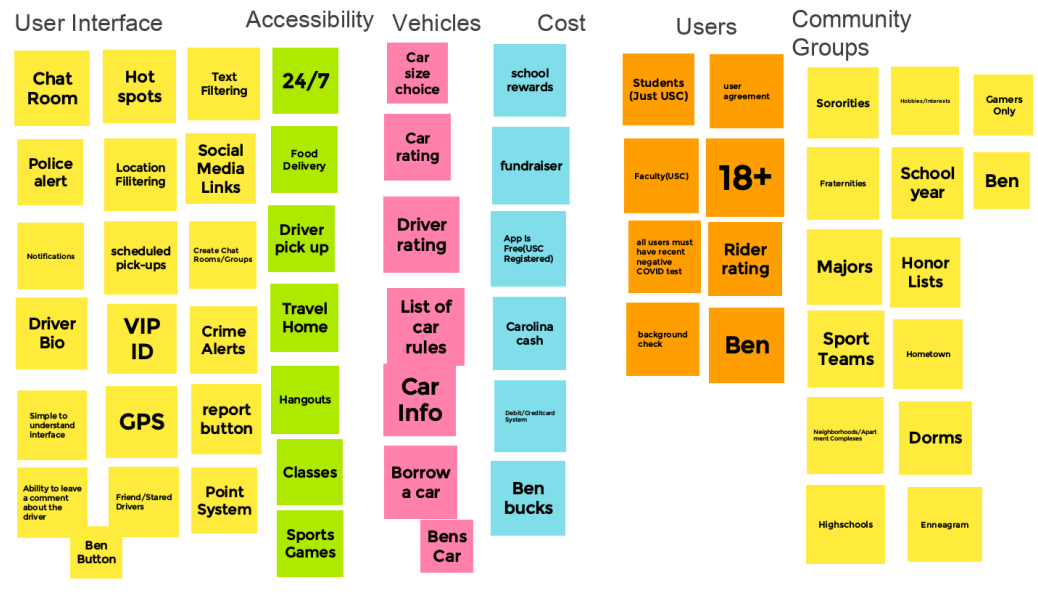 User Interface
Chat
Room
Hot
spots
Text
Filtering
Police
alert
Location
Filitering
Social
Media
Links
Notifications
scheduled
pick-ups
Create Chat
Rooms/Groups
Driver
Bio
VIP
ID
Crime
Alerts
Simple to
understand
interface
GPS
report
button
Ability to leave
a comment
about the
driver
Friend/Stared
Drivers
Point
System
Ben
Button
Accessibility
24/7
Food
Delivery
Driver
pick up
Travel
Home
Hangouts
Classes
Sports
Games
Vehicles
Car
size
choice
Car
rating
Driver
rating
List of
car
rules
Car
Info
Borrow
a car
Bens
Car
Cost
school
rewards
fundraiser
App Is
Free(USC
Registered)
Carolina
cash
Debit/Creditcard
System
Ben
bucks
Users
Students
(Just USC)
user
agreement
Faculty(USC)
18+
all users must
have recent
negative
COVID test
Rider
rating
background
check
Ben
Community
Groups
Sororities
Hobbies/Interests
Gamers
Only
Fraternities
School
year
Ben
Majors
Honor
Lists
Sport
Teams
Hometown
Neighborhoods/Apart
ment Complexes
Dorms
Highschools
Enneagram